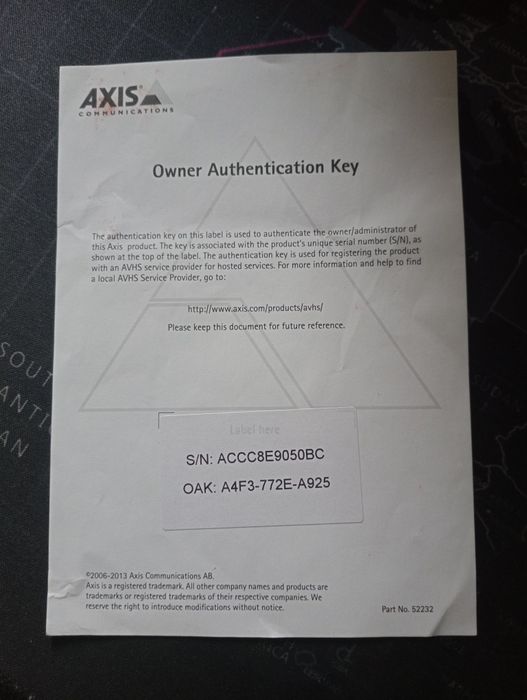 AXIS
COMMUNICATIONS
Owner Authentication Key
The authentication key on this label is used to authenticate the owner/administrator of
this Axis product. The key is associated with the product's unique serial number (S/N), as
shown at the top of the label. The authentication key is used for registering the product
with an AVHS service provider for hosted services. For more information and help to find
a local AVHS Service Provider, go to:
http://www.axis.com/products/avhs/
Please keep this document for future reference.
Label here
S/N: ACCC8E9050BC
OAK: A4F3-772E-A925
©2006-2013 Axis Communications AB.
Axis is a registered trademark. All other company names and products are
trademarks or registered trademarks of their respective companies. We
reserve the right to introduce modifications without notice.
Part No. 52232
SOUT
ANTI
AN